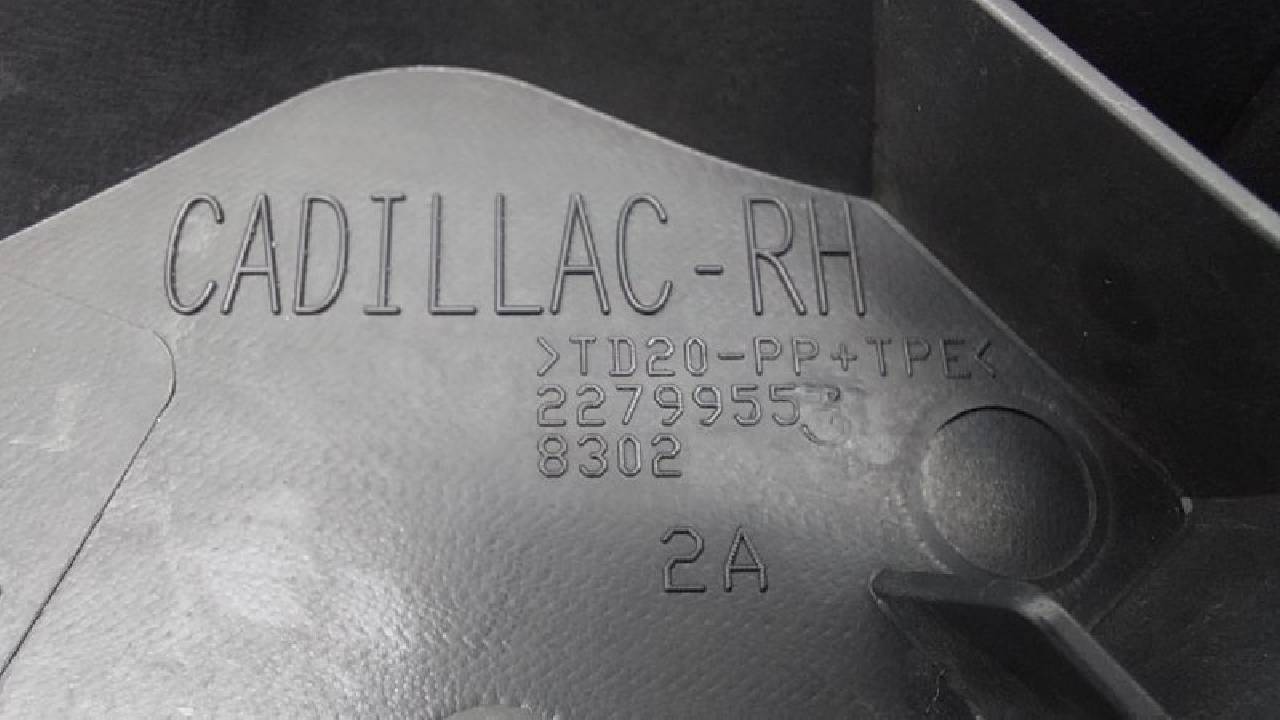 CADILLAC-RH
>TD20-PP+TPE<
22799553
8302
2A